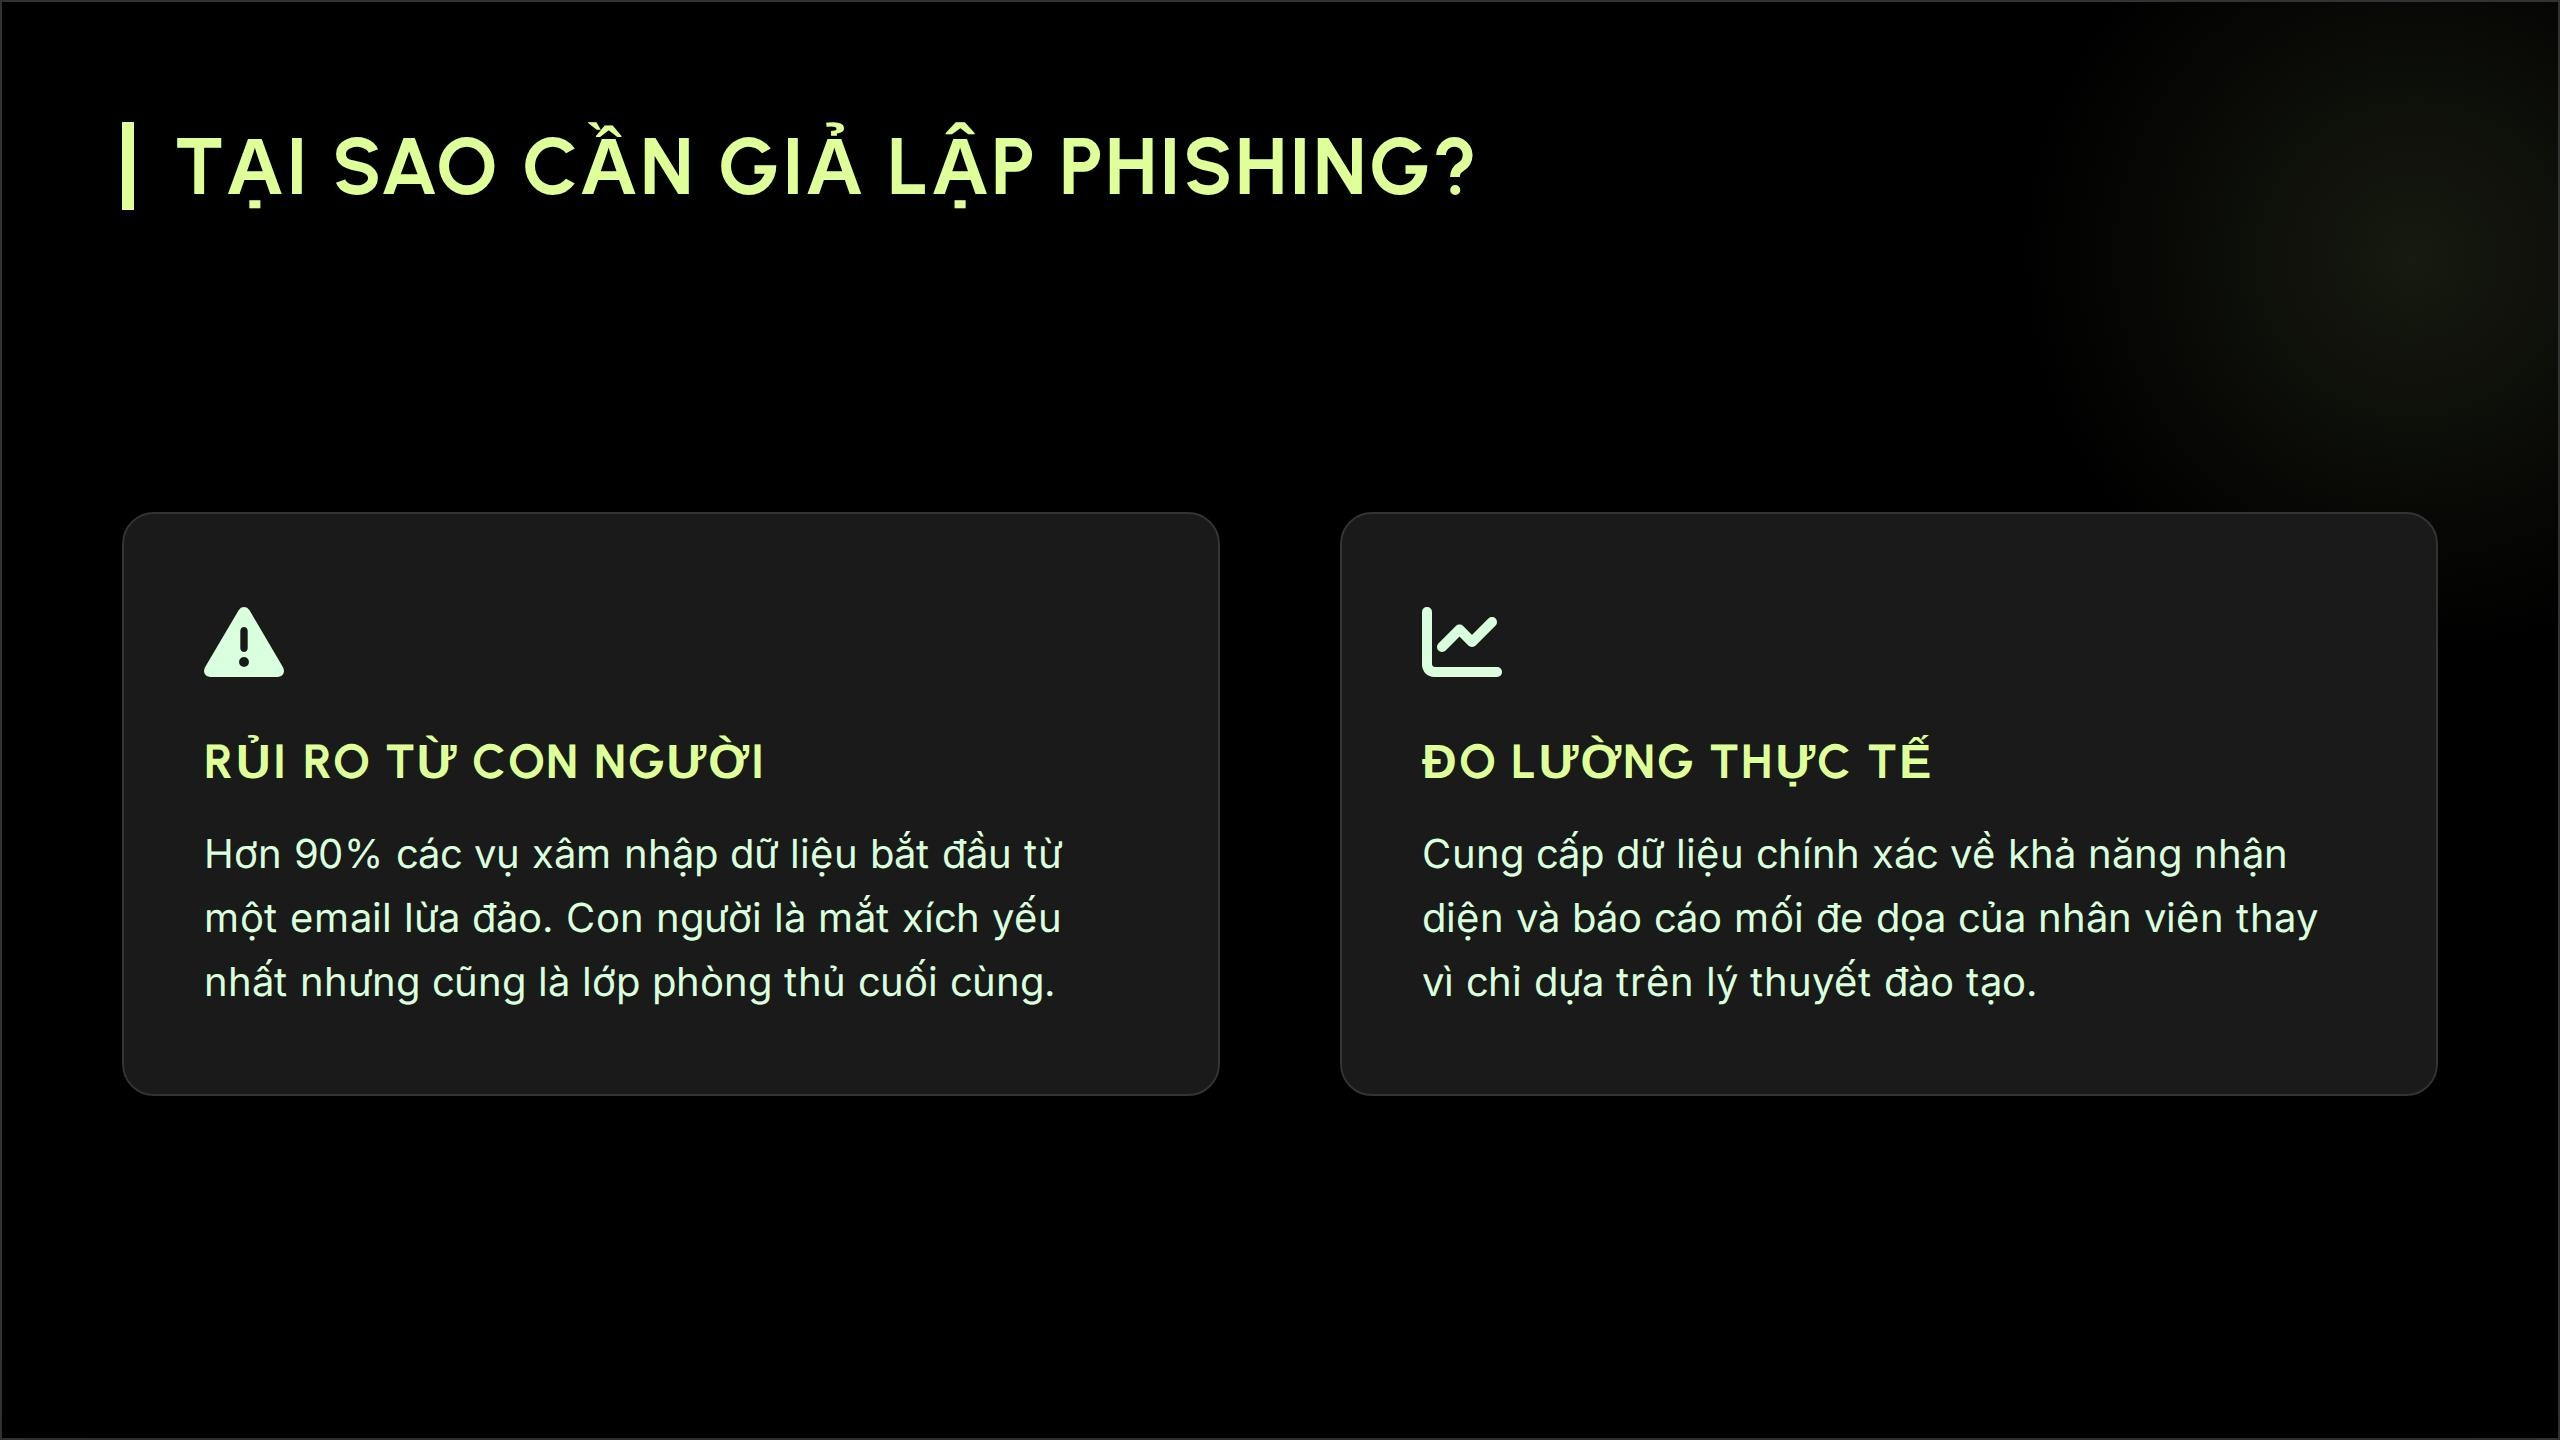 TẠI SAO CẦN GIẢ LẬP PHISHING?
RỦI RO TỪ CON NGƯỜI
Hơn 90% các vụ xâm nhập dữ liệu bắt đầu từ
một email lừa đảo. Con người là mắt xích yếu
nhất nhưng cũng là lớp phòng thủ cuối cùng.
ĐO LƯỜNG THỰC TẾ
Cung cấp dữ liệu chính xác về khả năng nhận
diện và báo cáo mối đe dọa của nhân viên thay
vì chỉ dựa trên lý thuyết đào tạo.